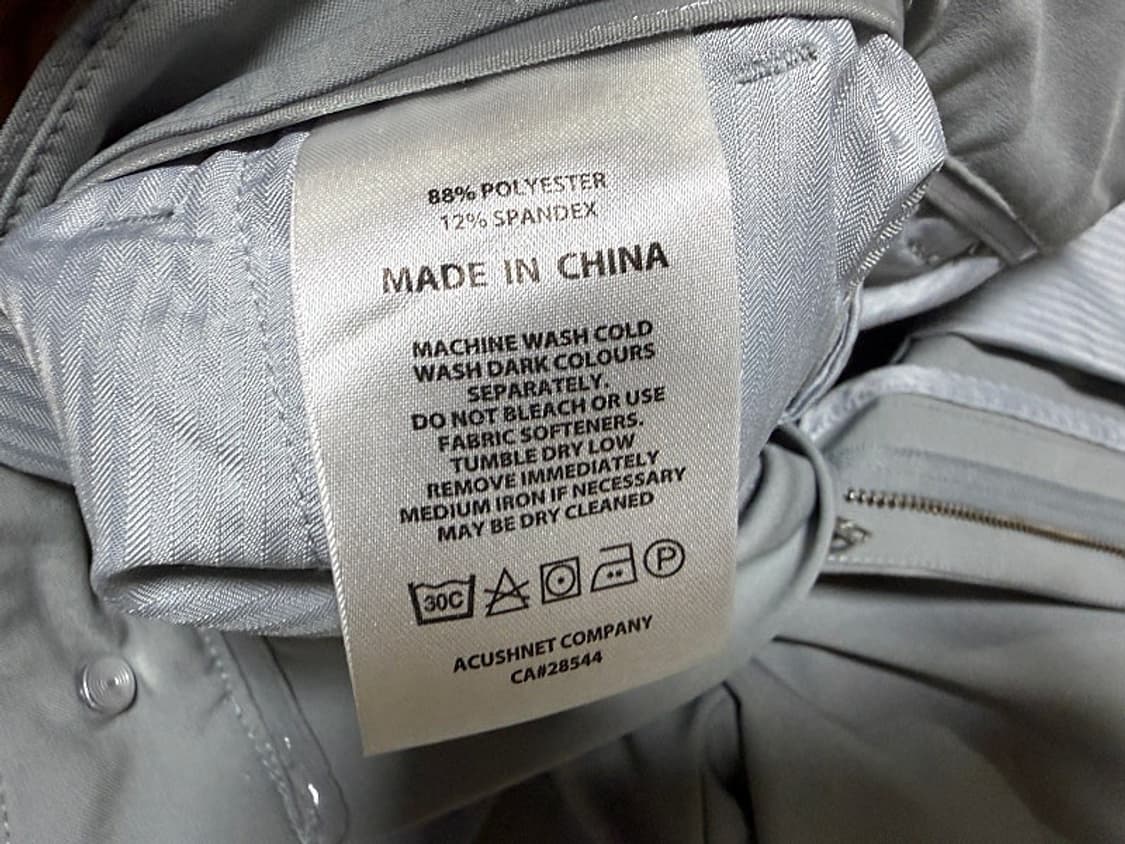 88% POLYESTER
12% SPANDEX
MADE IN CHINA
MACHINE WASH COLD
WASH DARK COLOURS
SEPARATELY.
DO NOT BLEACH OR USE
FABRIC SOFTENERS.
TUMBLE DRY LOW
REMOVE IMMEDIATELY
MEDIUM IRON IF NECESSARY
MAY BE DRY CLEANED
30C P
ACUSHNET COMPANY
CA#28544